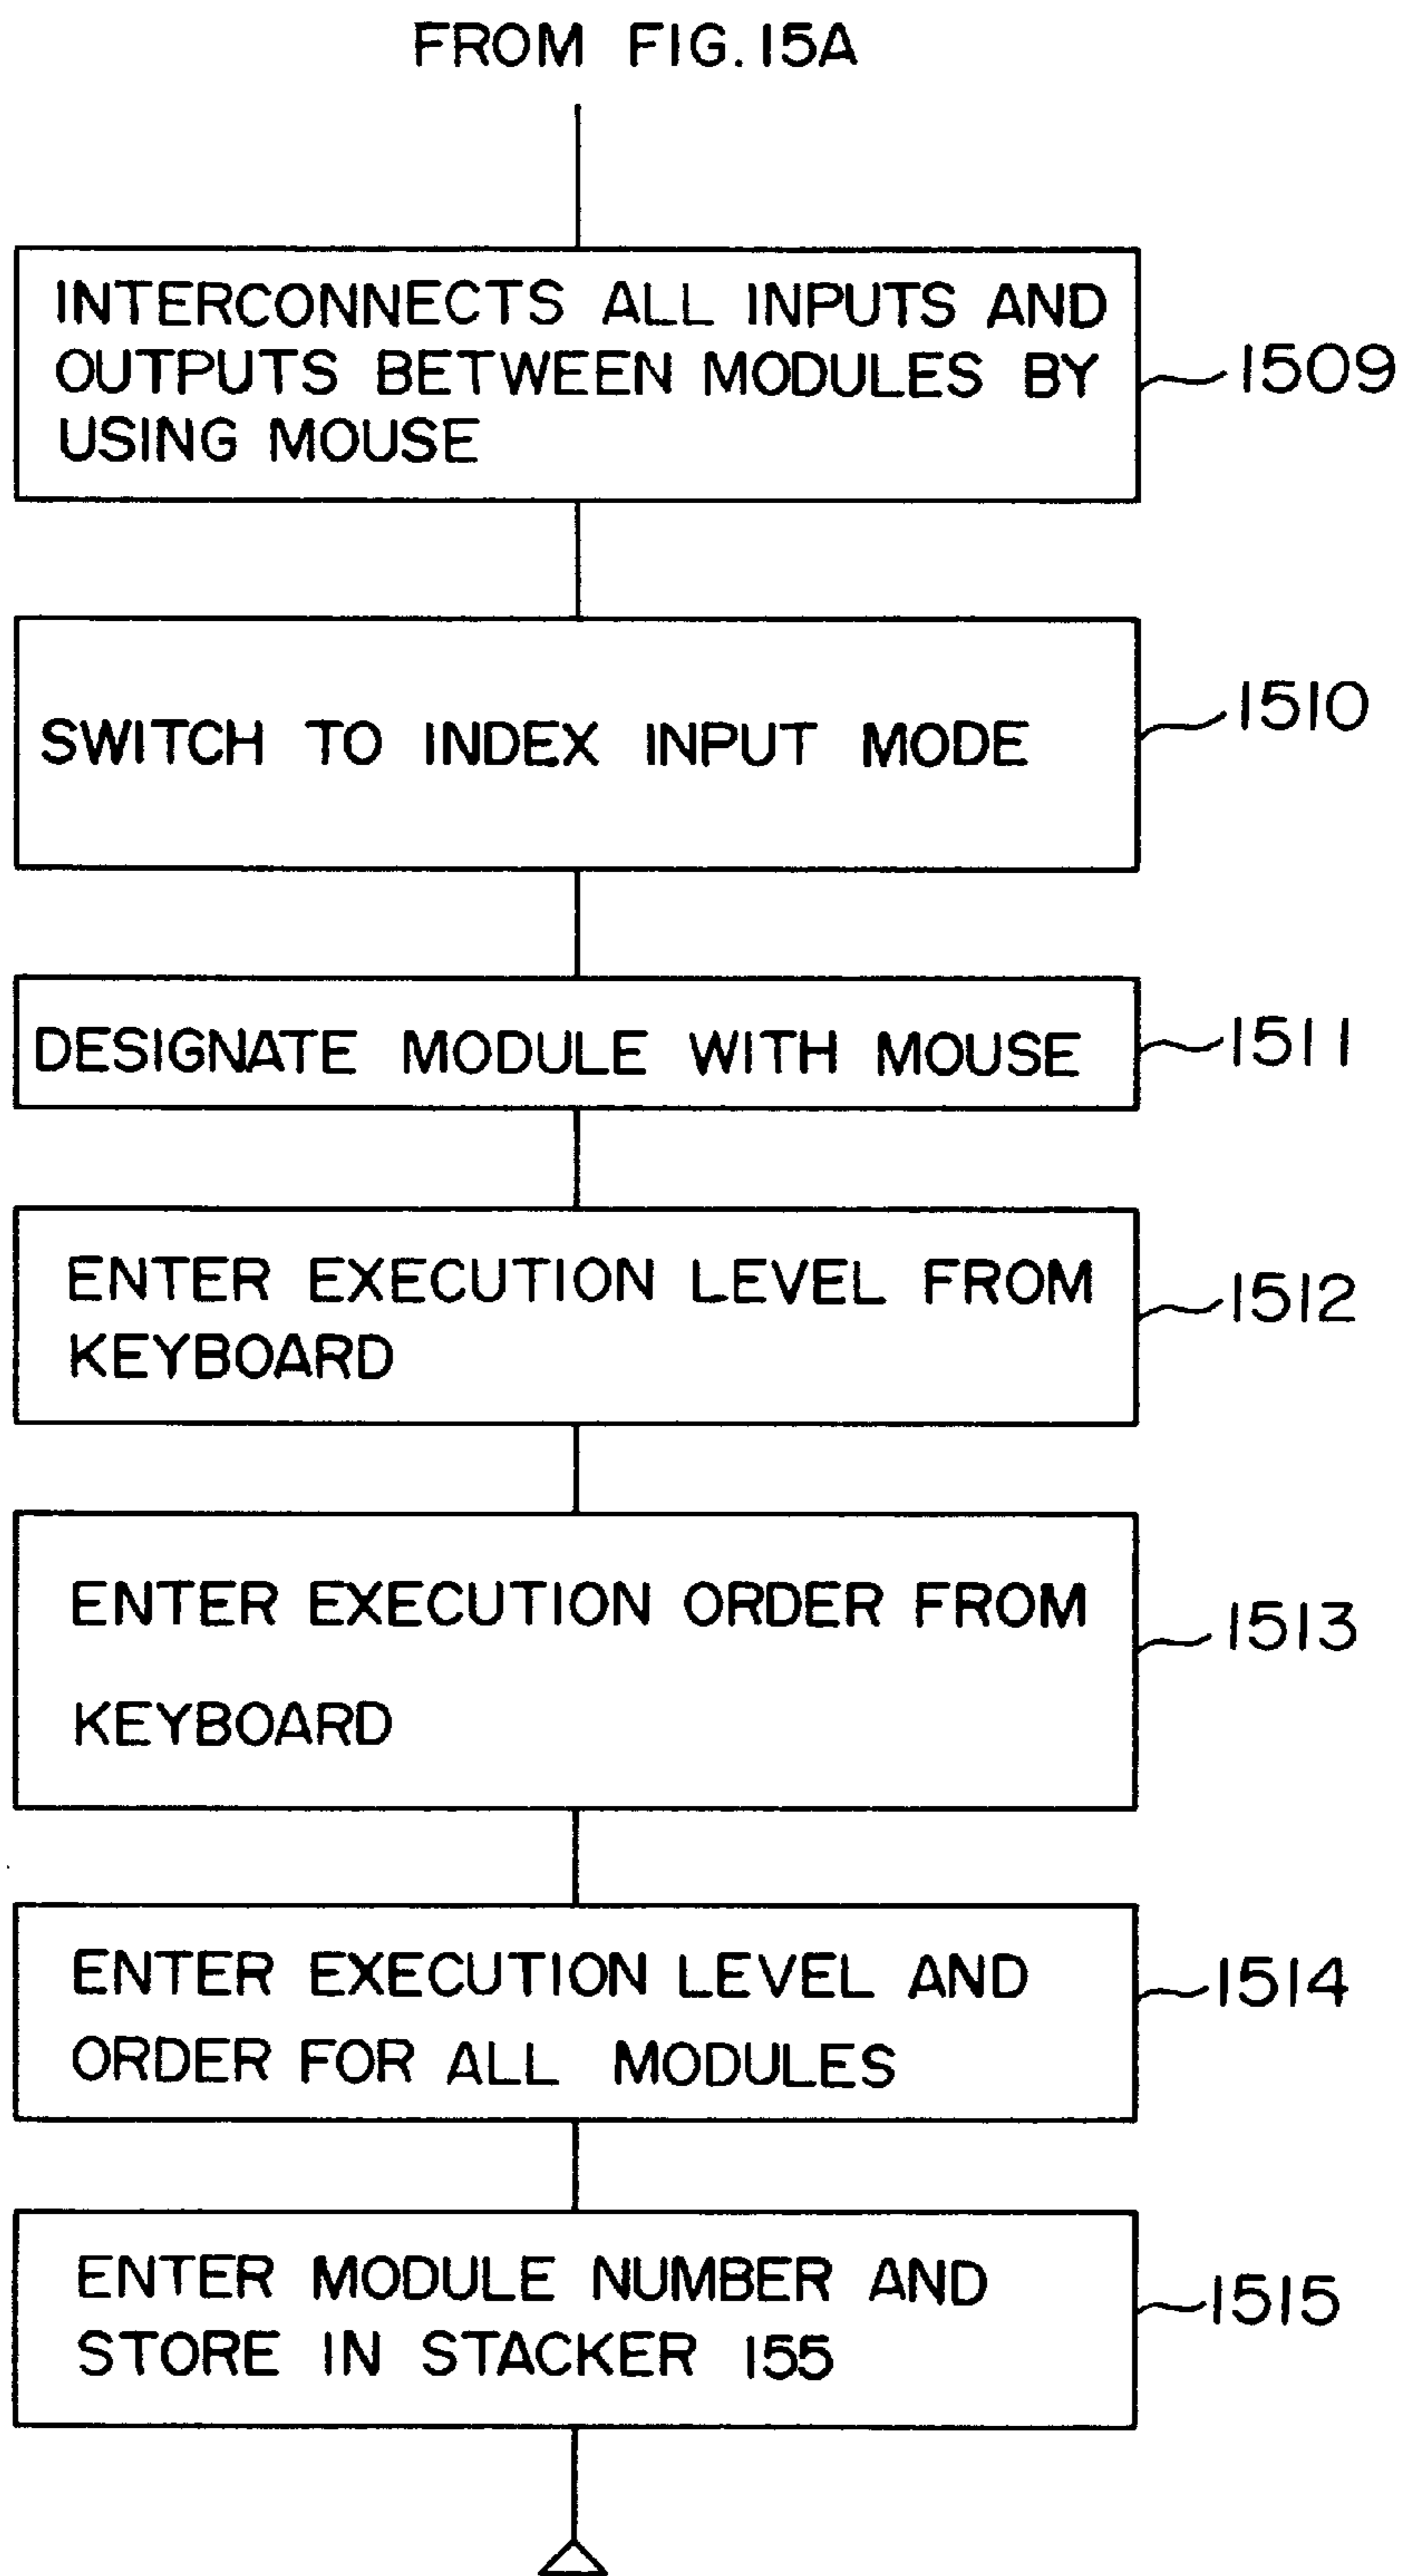 FROM FIG. 15A
INTERCONNECTS ALL INPUTS AND
OUTPUTS BETWEEN MODULES BY
USING MOUSE
1509
SWITCH TO INDEX INPUT MODE
1510
DESIGNATE MODULE WITH MOUSE
1511
ENTER EXECUTION LEVEL FROM
KEYBOARD
1512
ENTER EXECUTION ORDER FROM
KEYBOARD
1513
ENTER EXECUTION LEVEL AND
ORDER FOR ALL MODULES
1514
ENTER MODULE NUMBER AND
STORE IN STACKER 155
1515